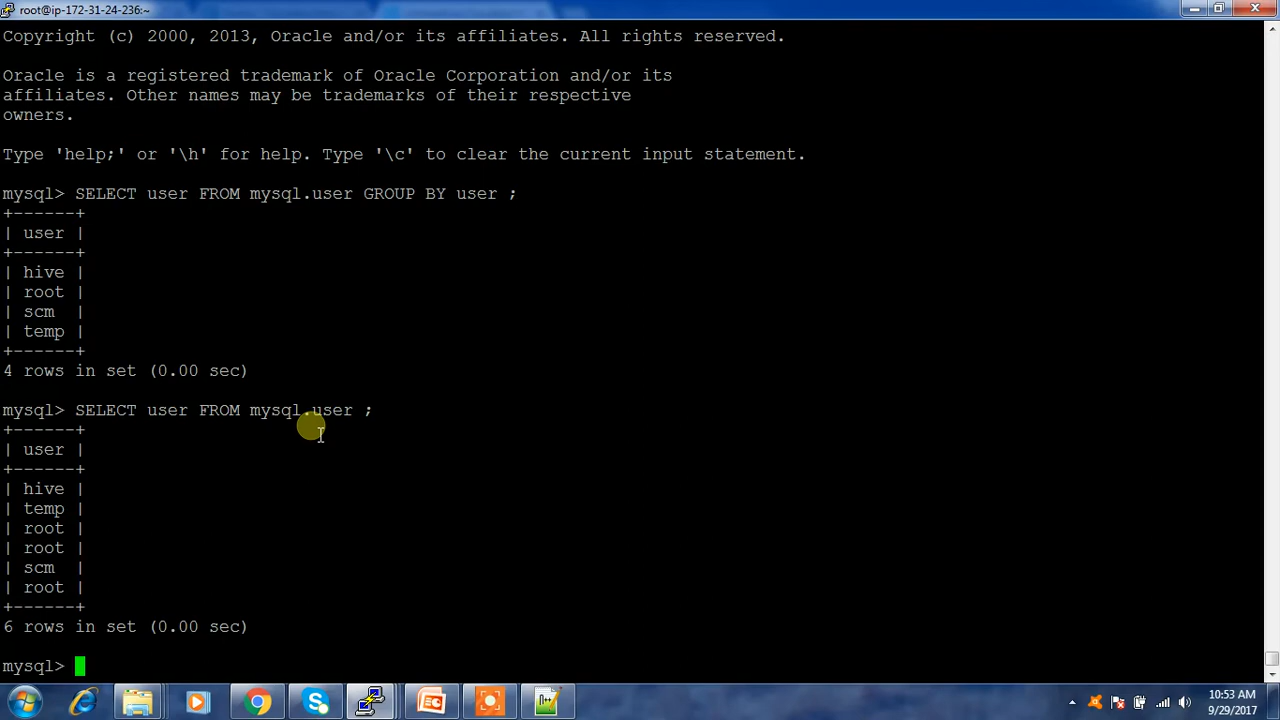 root@ip-172-31-24-236:~
Copyright (c) 2000, 2013, Oracle and/or its affiliates. All rights reserved.
Oracle is a registered trademark of Oracle Corporation and/or its
affiliates. Other names may be trademarks of their respective
owners.
Type 'help;' or '\h' for help. Type '\c' to clear the current input statement.
mysql> SELECT user FROM mysql.user GROUP BY user ;
+------+
| user |
+------+
| hive |
| root |
| scm  |
| temp |
+------+
4 rows in set (0.00 sec)
mysql> SELECT user FROM mysql.user ;
+------+
| user |
+------+
| hive |
| temp |
| root |
| root |
| scm  |
| root |
+------+
6 rows in set (0.00 sec)
mysql>
10:53 AM
9/29/2017